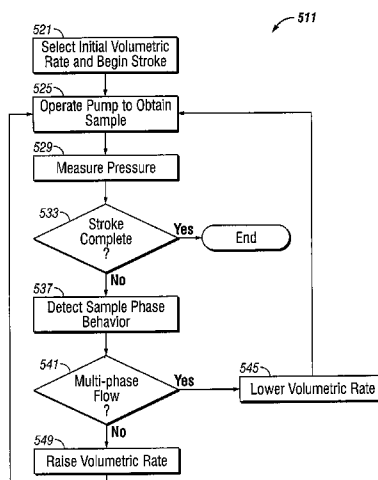 511
521
Select Initial Volumetric
Rate and Begin Stroke
525
Operate Pump to Obtain
Sample
529
Measure Pressure
533
Stroke
Complete
?
Yes
End
No
537
Detect Sample Phase
Behavior
541
Multi-phase
Flow
?
Yes
545
Lower Volumetric Rate
No
549
Raise Volumetric Rate